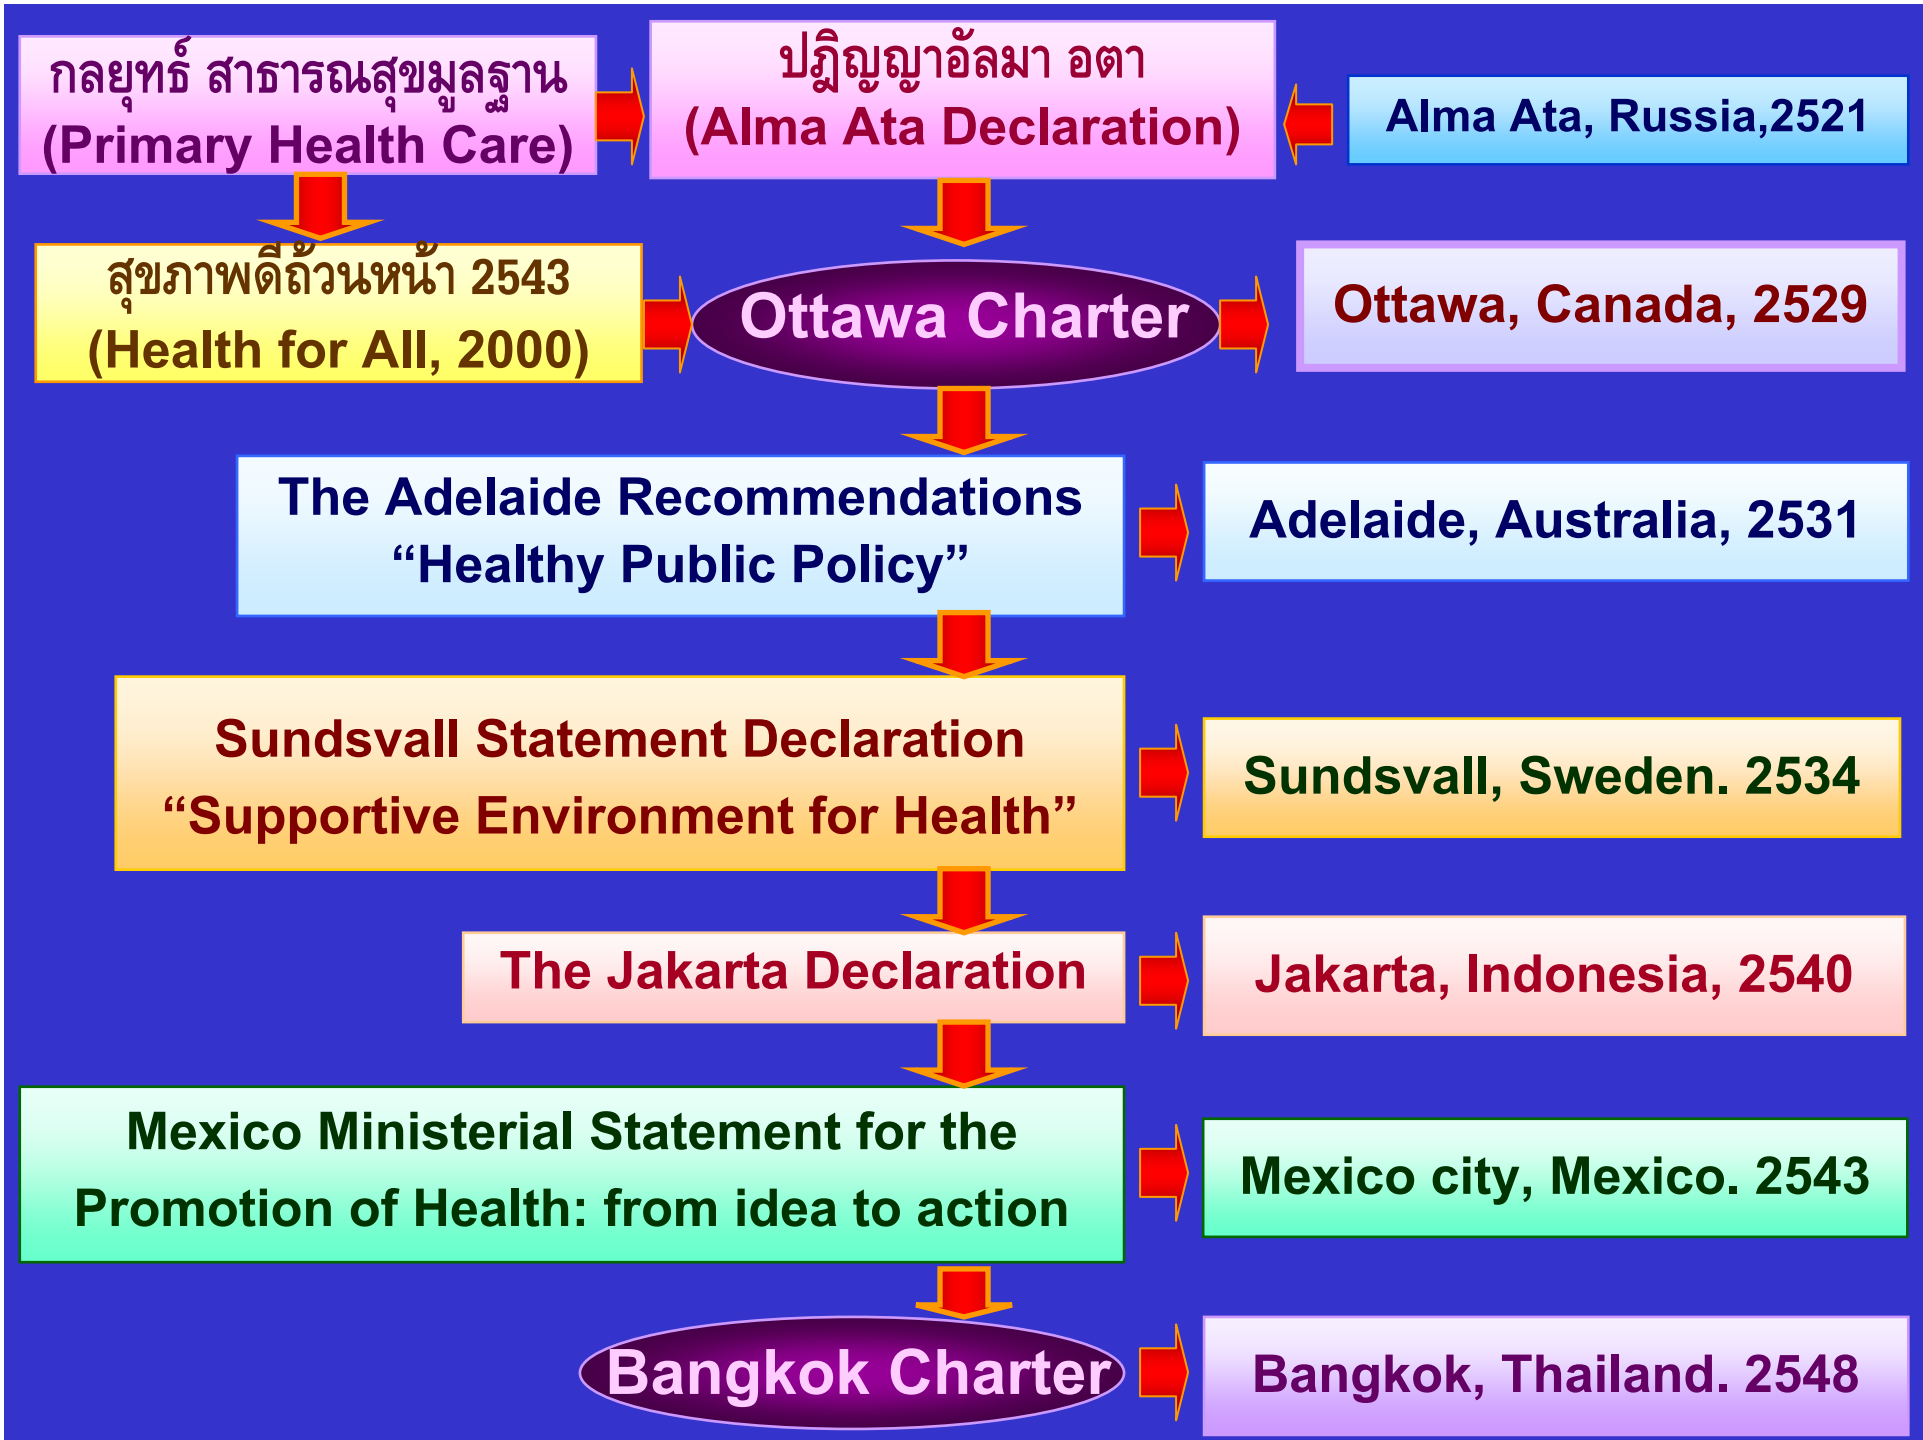 กลยุทธ์ สาธารณสุขมูลฐาน
(Primary Health Care)
ปฎิญญาอัลมา อตา
(Alma Ata Declaration)
Alma Ata, Russia,2521
สุขภาพดีถ้วนหน้า 2543
(Health for All, 2000)
Ottawa Charter
Ottawa, Canada, 2529
The Adelaide Recommendations
“Healthy Public Policy”
Adelaide, Australia, 2531
Sundsvall Statement Declaration
“Supportive Environment for Health”
Sundsvall, Sweden. 2534
The Jakarta Declaration
Jakarta, Indonesia, 2540
Mexico Ministerial Statement for the
Promotion of Health: from idea to action
Mexico city, Mexico. 2543
Bangkok Charter
Bangkok, Thailand. 2548